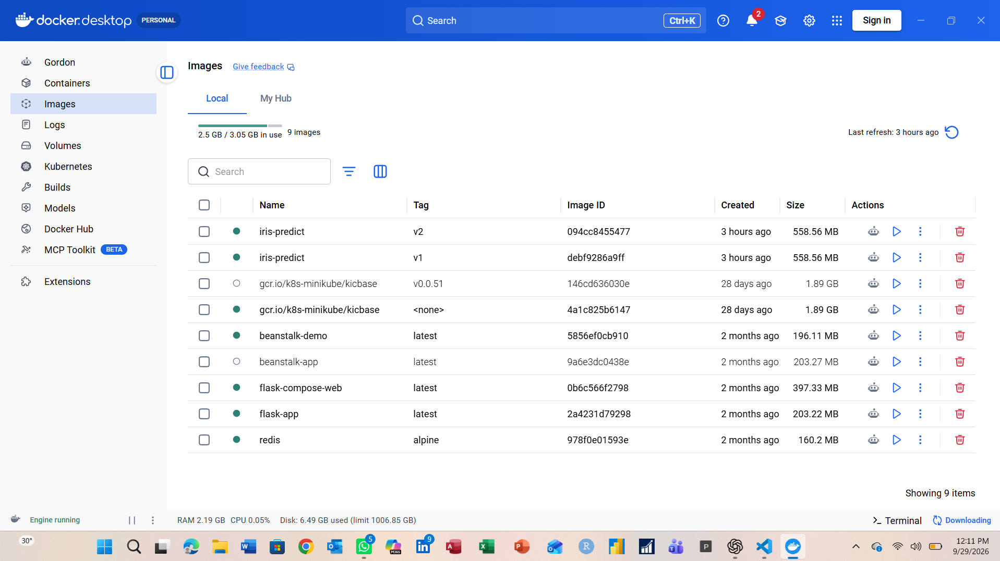 docker.desktop PERSONAL
Search
Ctrl+K
2
Sign in
Gordon
Containers
Images
Logs
Volumes
Kubernetes
Builds
Models
Docker Hub
MCP Toolkit BETA
Extensions
Images Give feedback
Local My Hub
2.5 GB / 3.05 GB in use 9 images
Last refresh: 3 hours ago
Search
Name Tag Image ID Created Size Actions
iris-predict v2 094cc8455477 3 hours ago 558.56 MB
iris-predict v1 debf9286a9ff 3 hours ago 558.56 MB
gcr.io/k8s-minikube/kicbase v0.0.51 146cd636030e 28 days ago 1.89 GB
gcr.io/k8s-minikube/kicbase <none> 4a1c825b6147 28 days ago 1.89 GB
beanstalk-demo latest 5856ef0cb910 2 months ago 196.11 MB
beanstalk-app latest 9a6e3dc0438e 2 months ago 203.27 MB
flask-compose-web latest 0b6c566f2798 2 months ago 397.33 MB
flask-app latest 2a4231d79298 2 months ago 203.22 MB
redis alpine 978f0e01593e 2 months ago 160.2 MB
Showing 9 items
Engine running
RAM 2.19 GB CPU 0.05% Disk: 6.49 GB used (limit 1006.85 GB)
Terminal
Downloading
30°
W
5
M365
in
9
A
X
P
O
R
T
P
12:11 PM
9/29/2026